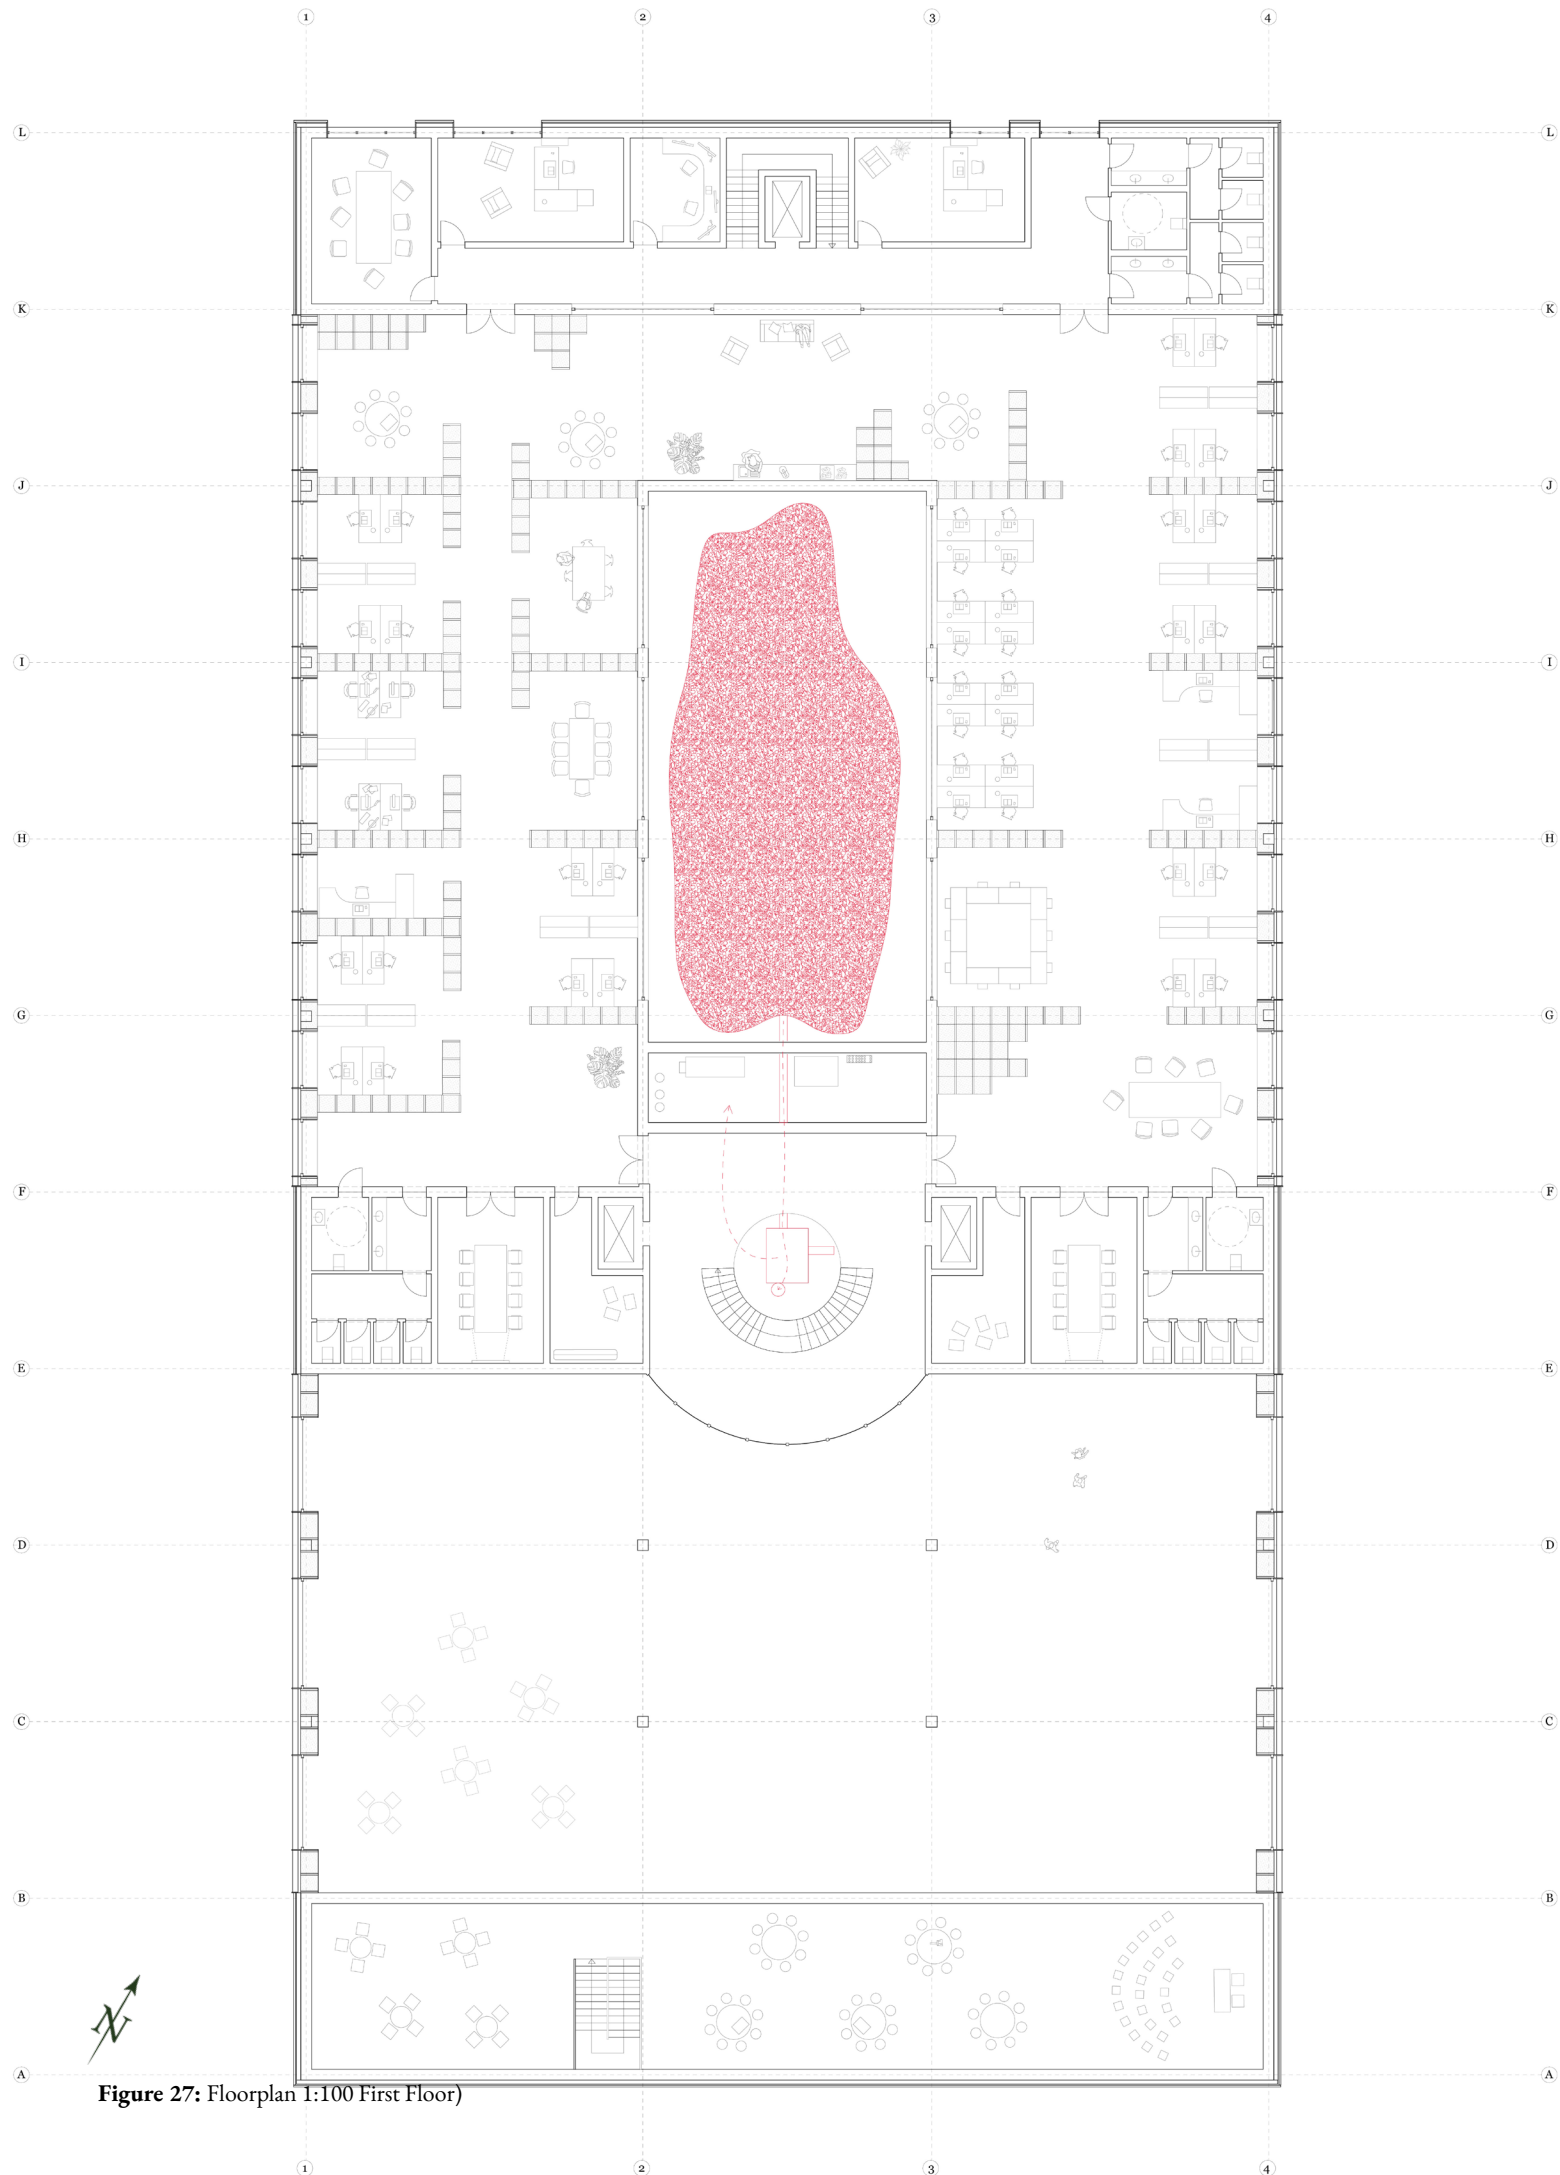 1 2 3 4
L L
K K
J J
I I
H H
G G
F F
E E
D D
C C
B B
N
A A
Figure 27: Floorplan 1:100 First Floor)
1 2 3 4